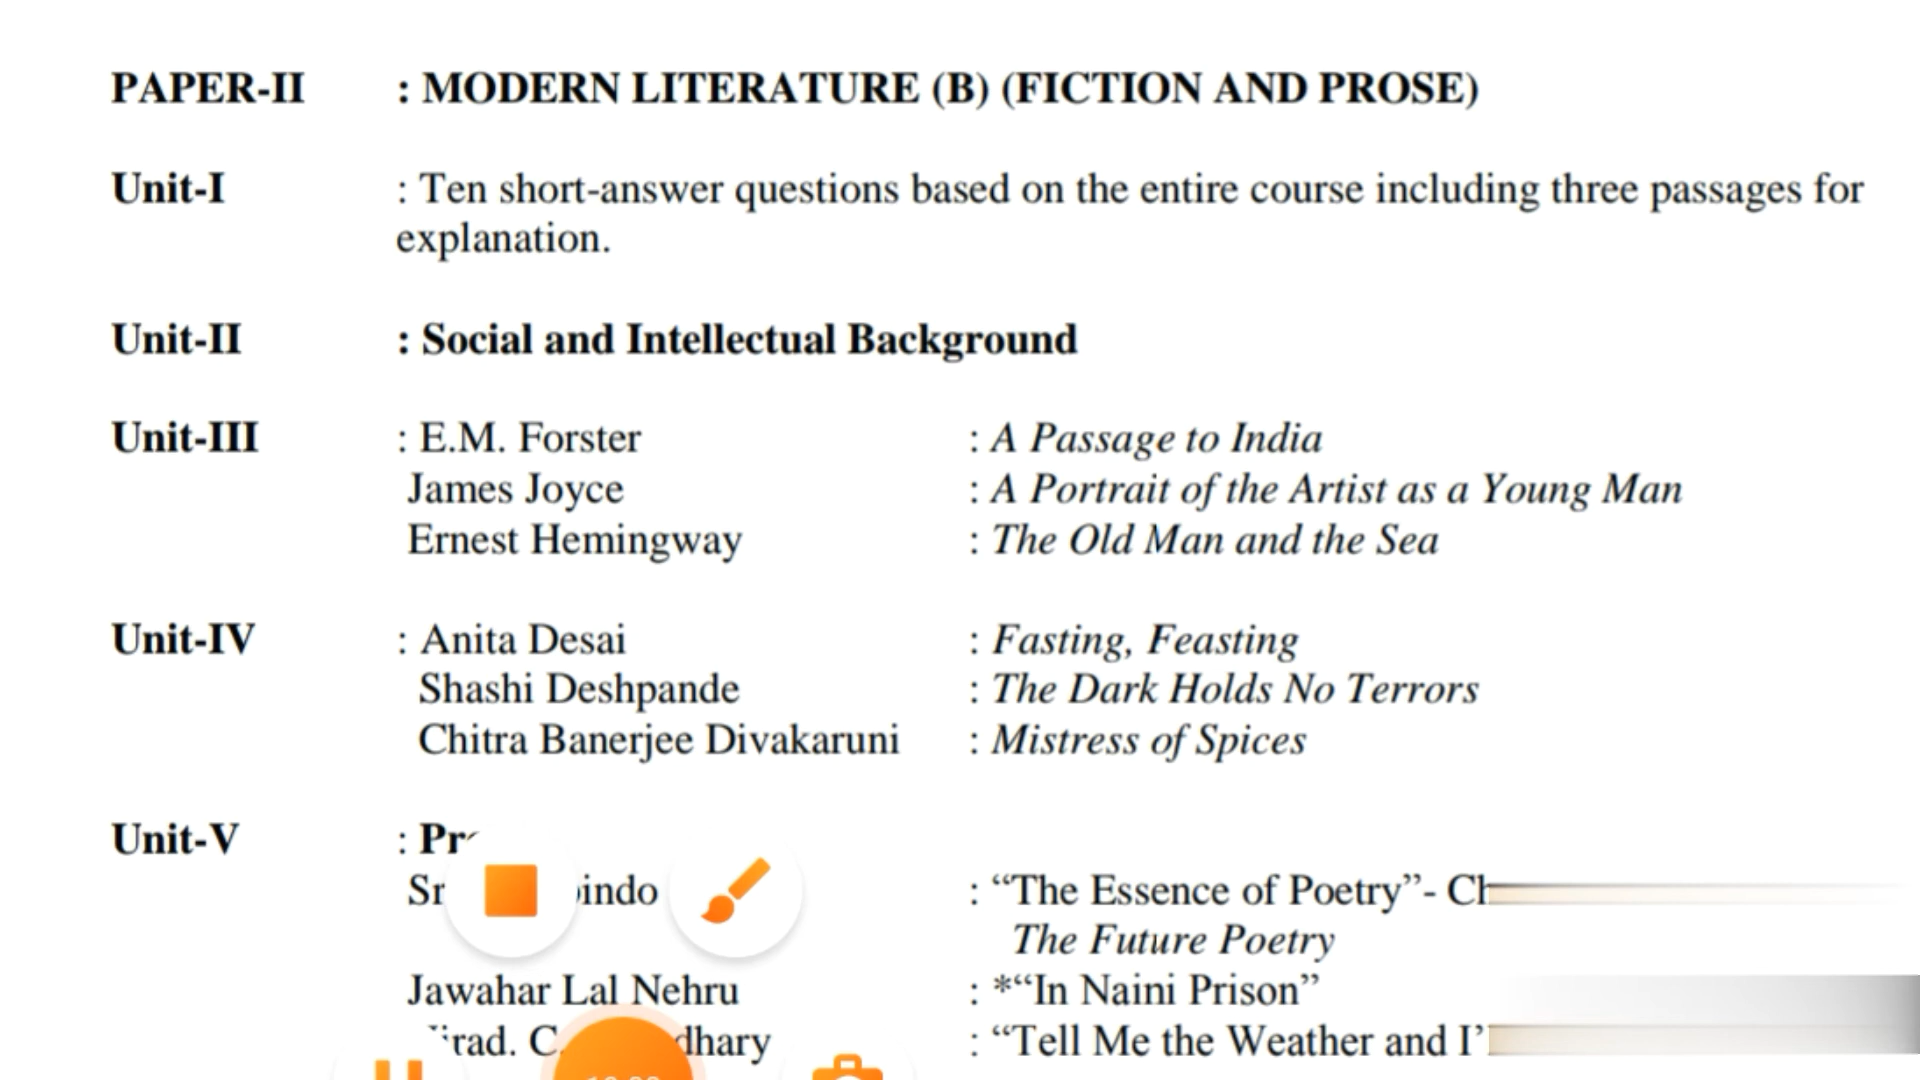 PAPER-II : MODERN LITERATURE (B) (FICTION AND PROSE)
Unit-I : Ten short-answer questions based on the entire course including three passages for
explanation.
Unit-II : Social and Intellectual Background
Unit-III : E.M. Forster : A Passage to India
James Joyce : A Portrait of the Artist as a Young Man
Ernest Hemingway : The Old Man and the Sea
Unit-IV : Anita Desai : Fasting, Feasting
Shashi Deshpande : The Dark Holds No Terrors
Chitra Banerjee Divakaruni : Mistress of Spices
Unit-V :
: “The Essence of Poetry”-
The Future Poetry
Jawahar Lal Nehru : *“In Naini Prison”
: “Tell Me the Weather and